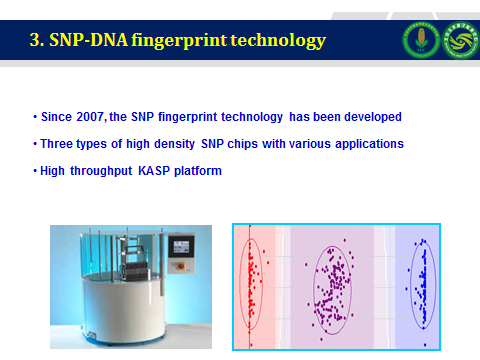 3. SNP-DNA fingerprint technology
• Since 2007, the SNP fingerprint technology has been developed
• Three types of high density SNP chips with various applications
• High throughput KASP platform